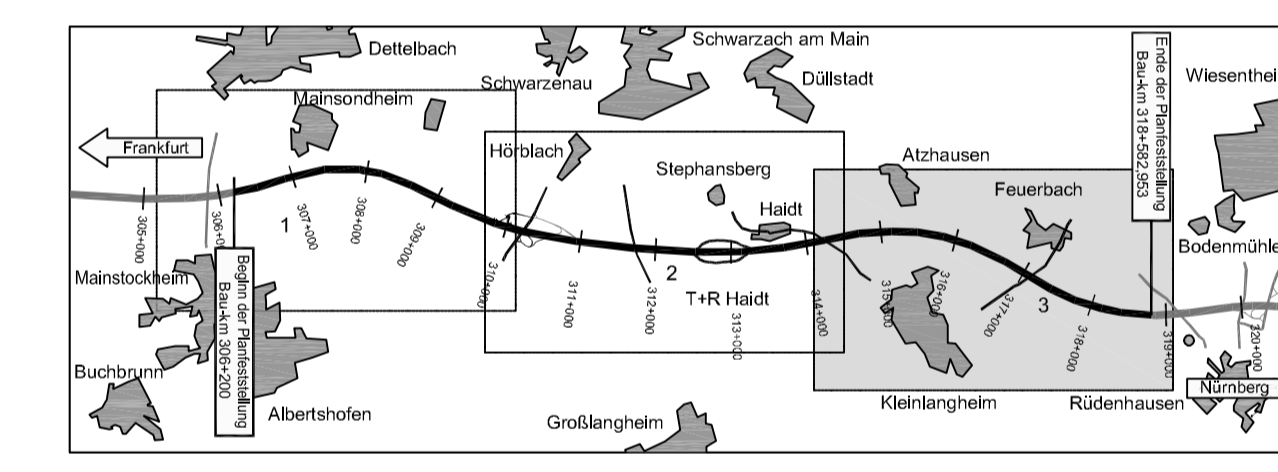 Dettelbach
Schwarzenau
Schwarzach am Main
Düllstadt
Wiesenthei
Mainsondheim
Frankfurt
Hörblach
Stephansberg
Haidt
Atzhausen
Feuerbach
Ende der Planfeststellung
Bau-km 318+582,953
Bodenmühle
305+000
306+0
1
307+000
308+000
309+000
310+000
311+000
2
312+000
T+R Haidt
313+000
314+000
316+000
317+000
3
318+000
319+000
320+000
Mainstockheim
Beginn der Planfeststellung
Bau-km 306+200
Buchbrunn
Albertshofen
Großlangheim
Kleinlangheim
Rüdenhausen
Nürnberg